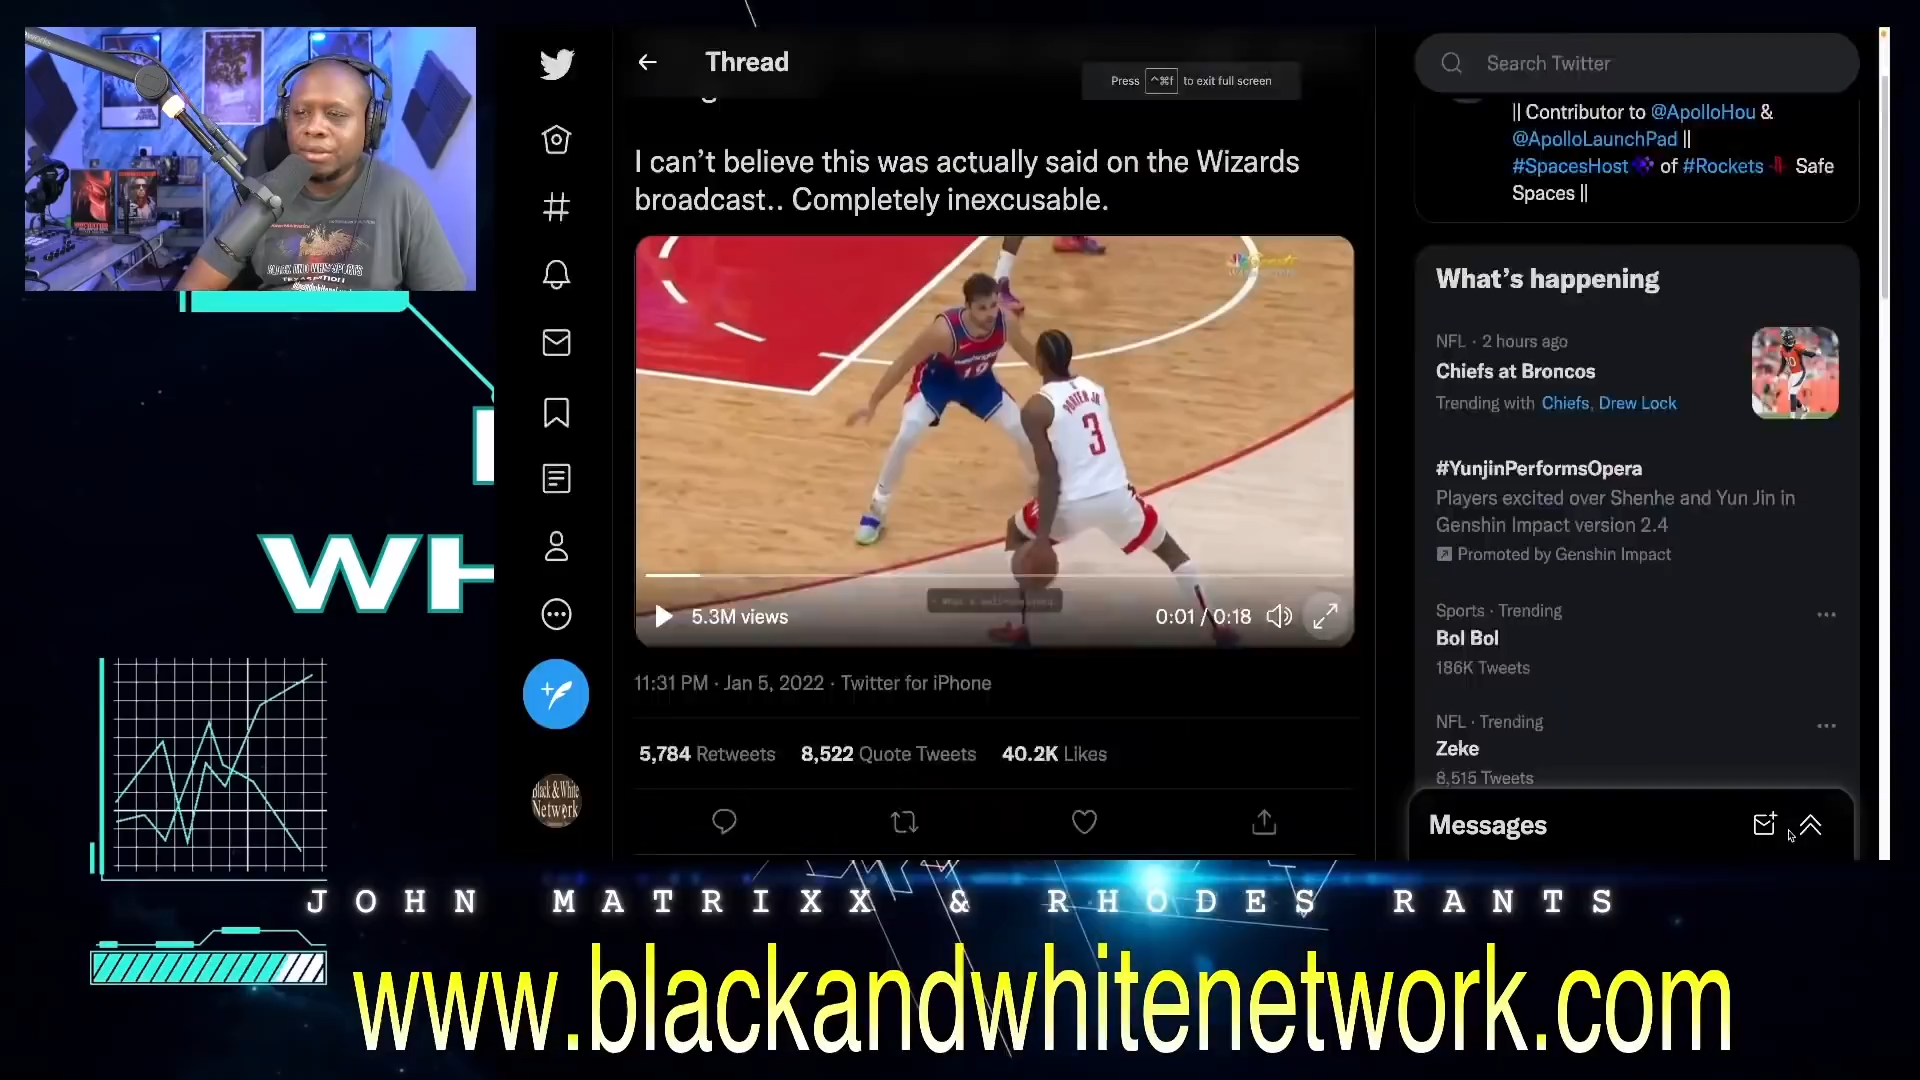 Thread
Press ^⌘f to exit full screen
I can't believe this was actually said on the Wizards
broadcast.. Completely inexcusable.
PORTER JR.
3
5.3M views
0:01 / 0:18
11:31 PM · Jan 5, 2022 · Twitter for iPhone
5,784 Retweets 8,522 Quote Tweets 40.2K Likes
Search Twitter
|| Contributor to @ApolloHou &
@ApolloLaunchPad ||
#SpacesHost of #Rockets Safe
Spaces ||
What's happening
NFL · 2 hours ago
Chiefs at Broncos
Trending with Chiefs, Drew Lock
#YunjinPerformsOpera
Players excited over Shenhe and Yun Jin in
Genshin Impact version 2.4
Promoted by Genshin Impact
Sports · Trending
Bol Bol
186K Tweets
NFL · Trending
Zeke
8,515 Tweets
Messages
Black & White
Network
WH
JOHN MATRIXX & RHODES RANTS
www.blackandwhitenetwork.com